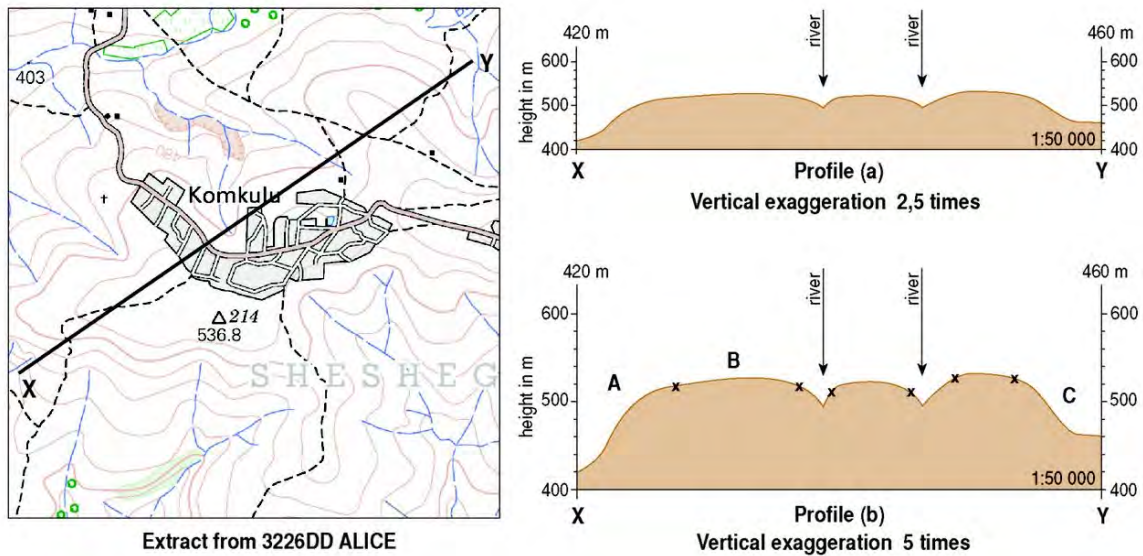 403
480
Komkulu
†
Y
△ 214
536.8
SHESHEG
X
Extract from 3226DD ALICE
420 m
river
river
460 m
600
600
height in m
500
500
1:50 000
400
400
X
Profile (a)
Y
Vertical exaggeration 2,5 times
420 m
river
river
460 m
600
600
A
B
x
x
x
x
x
x
height in m
500
500
C
1:50 000
400
400
X
Profile (b)
Y
Vertical exaggeration 5 times